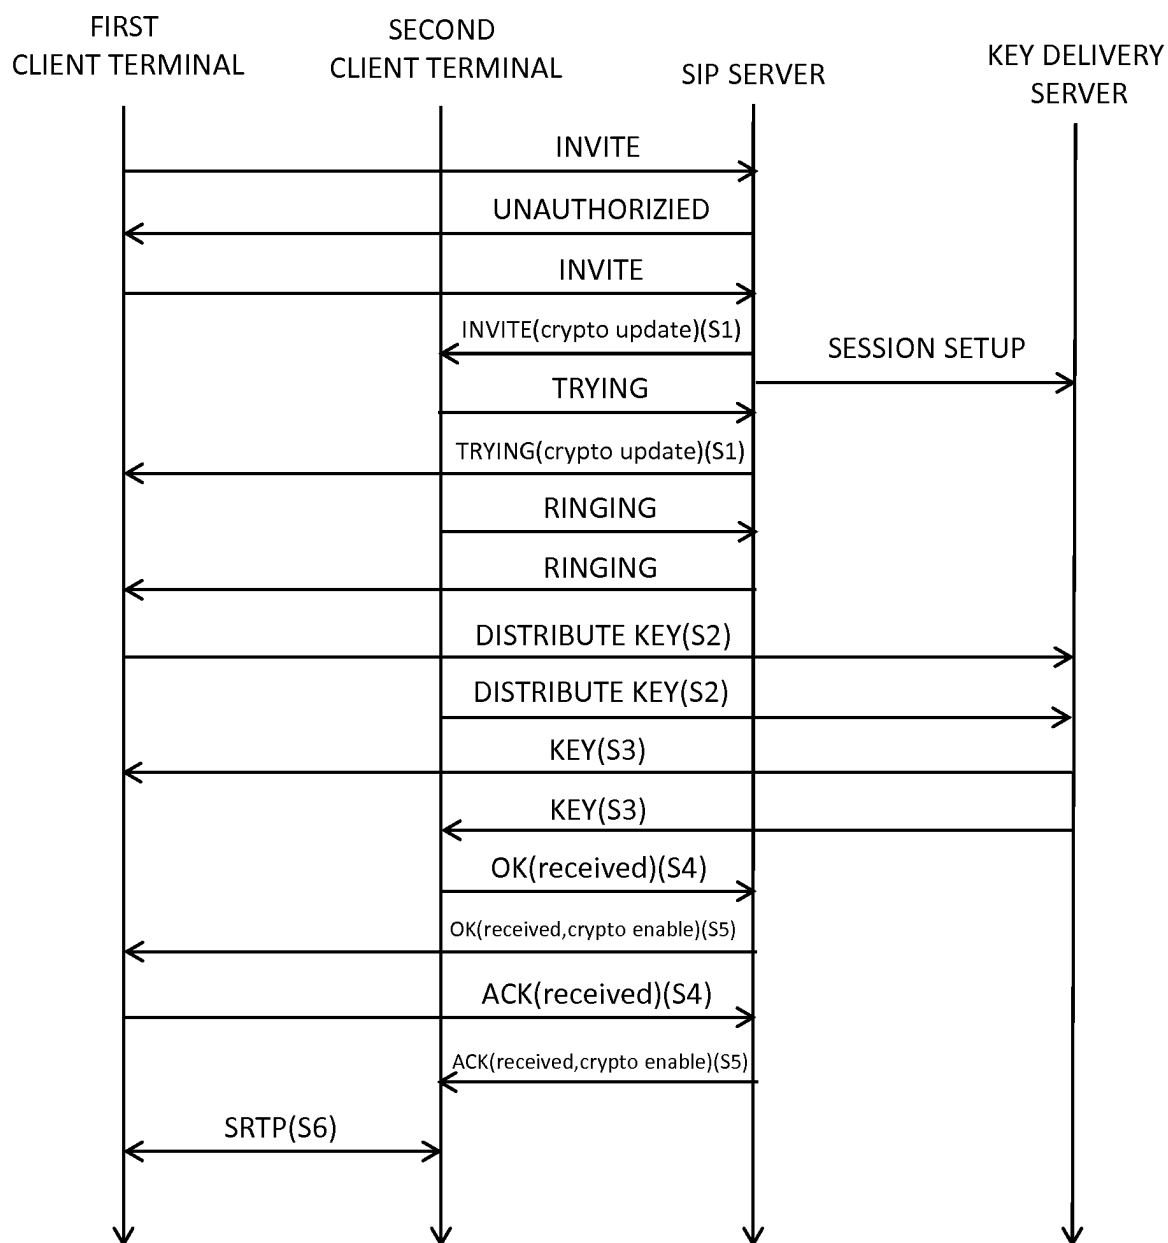 FIRST
CLIENT TERMINAL
SECOND
CLIENT TERMINAL
SIP SERVER
KEY DELIVERY
SERVER
INVITE
UNAUTHORIZIED
INVITE
INVITE(crypto update)(S1)
SESSION SETUP
TRYING
TRYING(crypto update)(S1)
RINGING
RINGING
DISTRIBUTE KEY(S2)
DISTRIBUTE KEY(S2)
KEY(S3)
KEY(S3)
OK(received)(S4)
OK(received,crypto enable)(S5)
ACK(received)(S4)
ACK(received,crypto enable)(S5)
SRTP(S6)